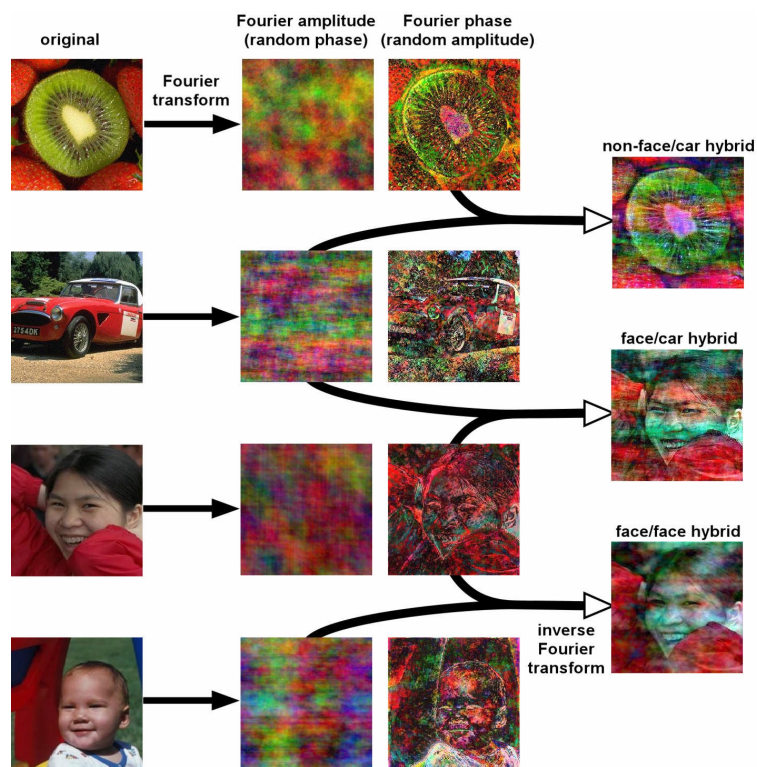 original
Fourier amplitude
(random phase)
Fourier phase
(random amplitude)
Fourier
transform
non-face/car hybrid
face/car hybrid
face/face hybrid
inverse
Fourier
transform